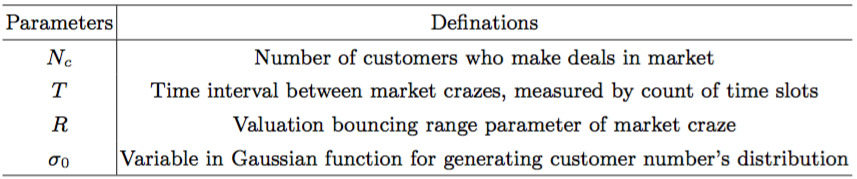 Parameters Definations
N_c Number of customers who make deals in market
T Time interval between market crazes, measured by count of time slots
R Valuation bouncing range parameter of market craze
σ_0 Variable in Gaussian function for generating customer number's distribution